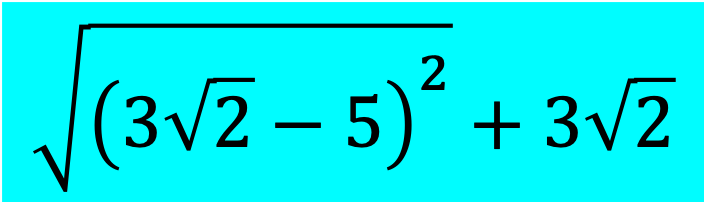 √(3√2 − 5)² + 3√2